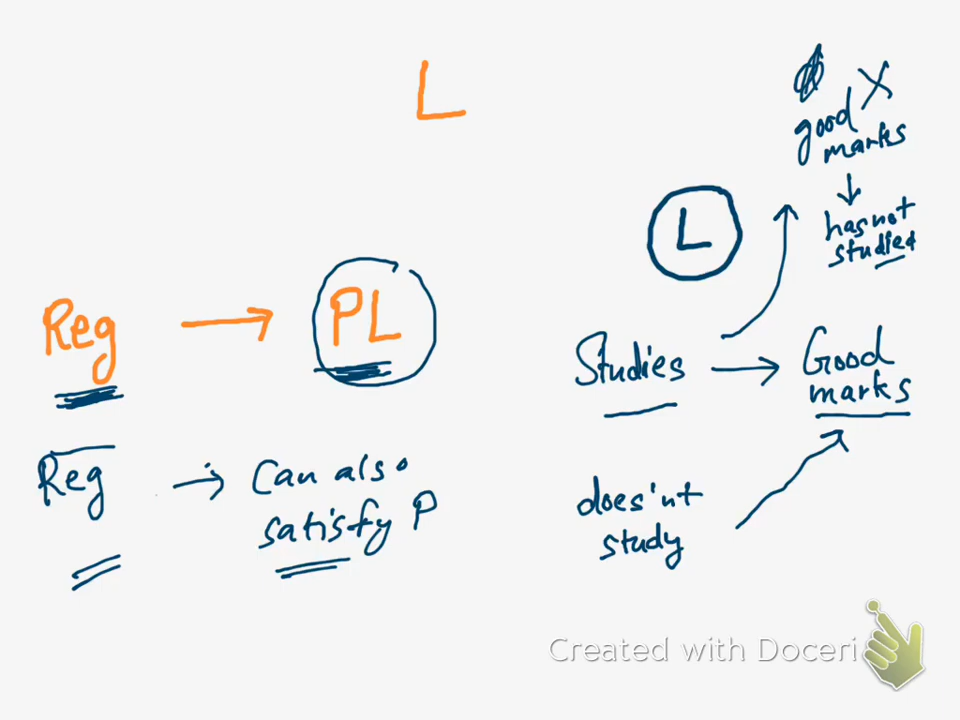 L
good X
marks
↓
has not
studied
L
Reg → PL
Studies → Good
marks
R̅e̅g̅ → Can also
satisfy P
does'nt
study
Created with Doceri